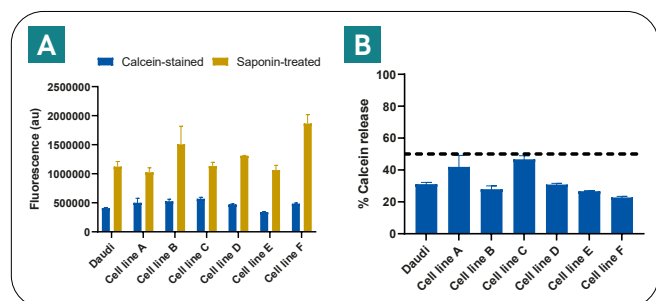 A
Calcein-stained
Saponin-treated
Fluorescence (au)
2500000
2000000
1500000
1000000
500000
0
Daudi
Cell line A
Cell line B
Cell line C
Cell line D
Cell line E
Cell line F
B
% Calcein release
100
80
60
40
20
0
Daudi
Cell line A
Cell line B
Cell line C
Cell line D
Cell line E
Cell line F